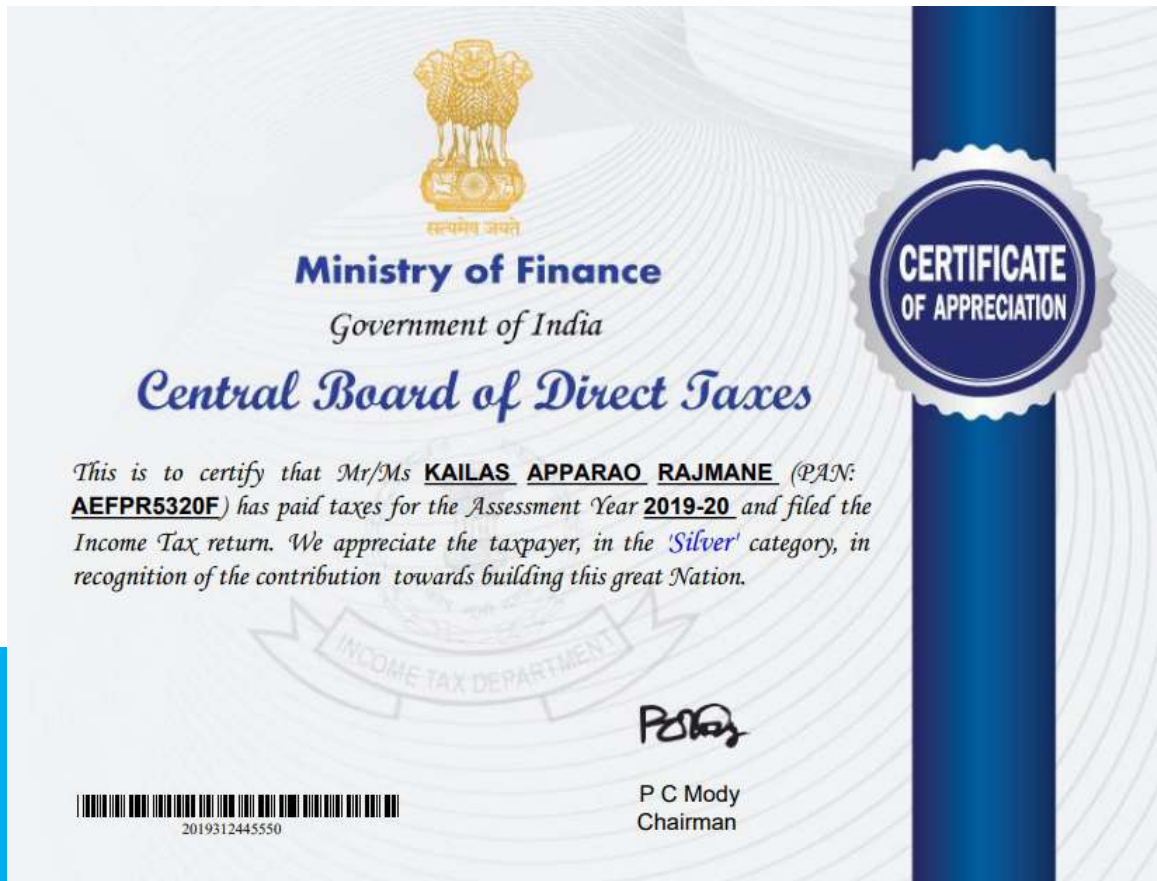 सत्यमेव जयते
Ministry of Finance
Government of India
Central Board of Direct Taxes
CERTIFICATE
OF APPRECIATION
This is to certify that Mr/Ms KAILAS APPARAO RAJMANE (PAN:
AEFPR5320F) has paid taxes for the Assessment Year 2019-20 and filed the
Income Tax return. We appreciate the taxpayer, in the 'Silver' category, in
recognition of the contribution towards building this great Nation.
INCOME TAX DEPARTMENT
P C Mody
Chairman
2019312445550